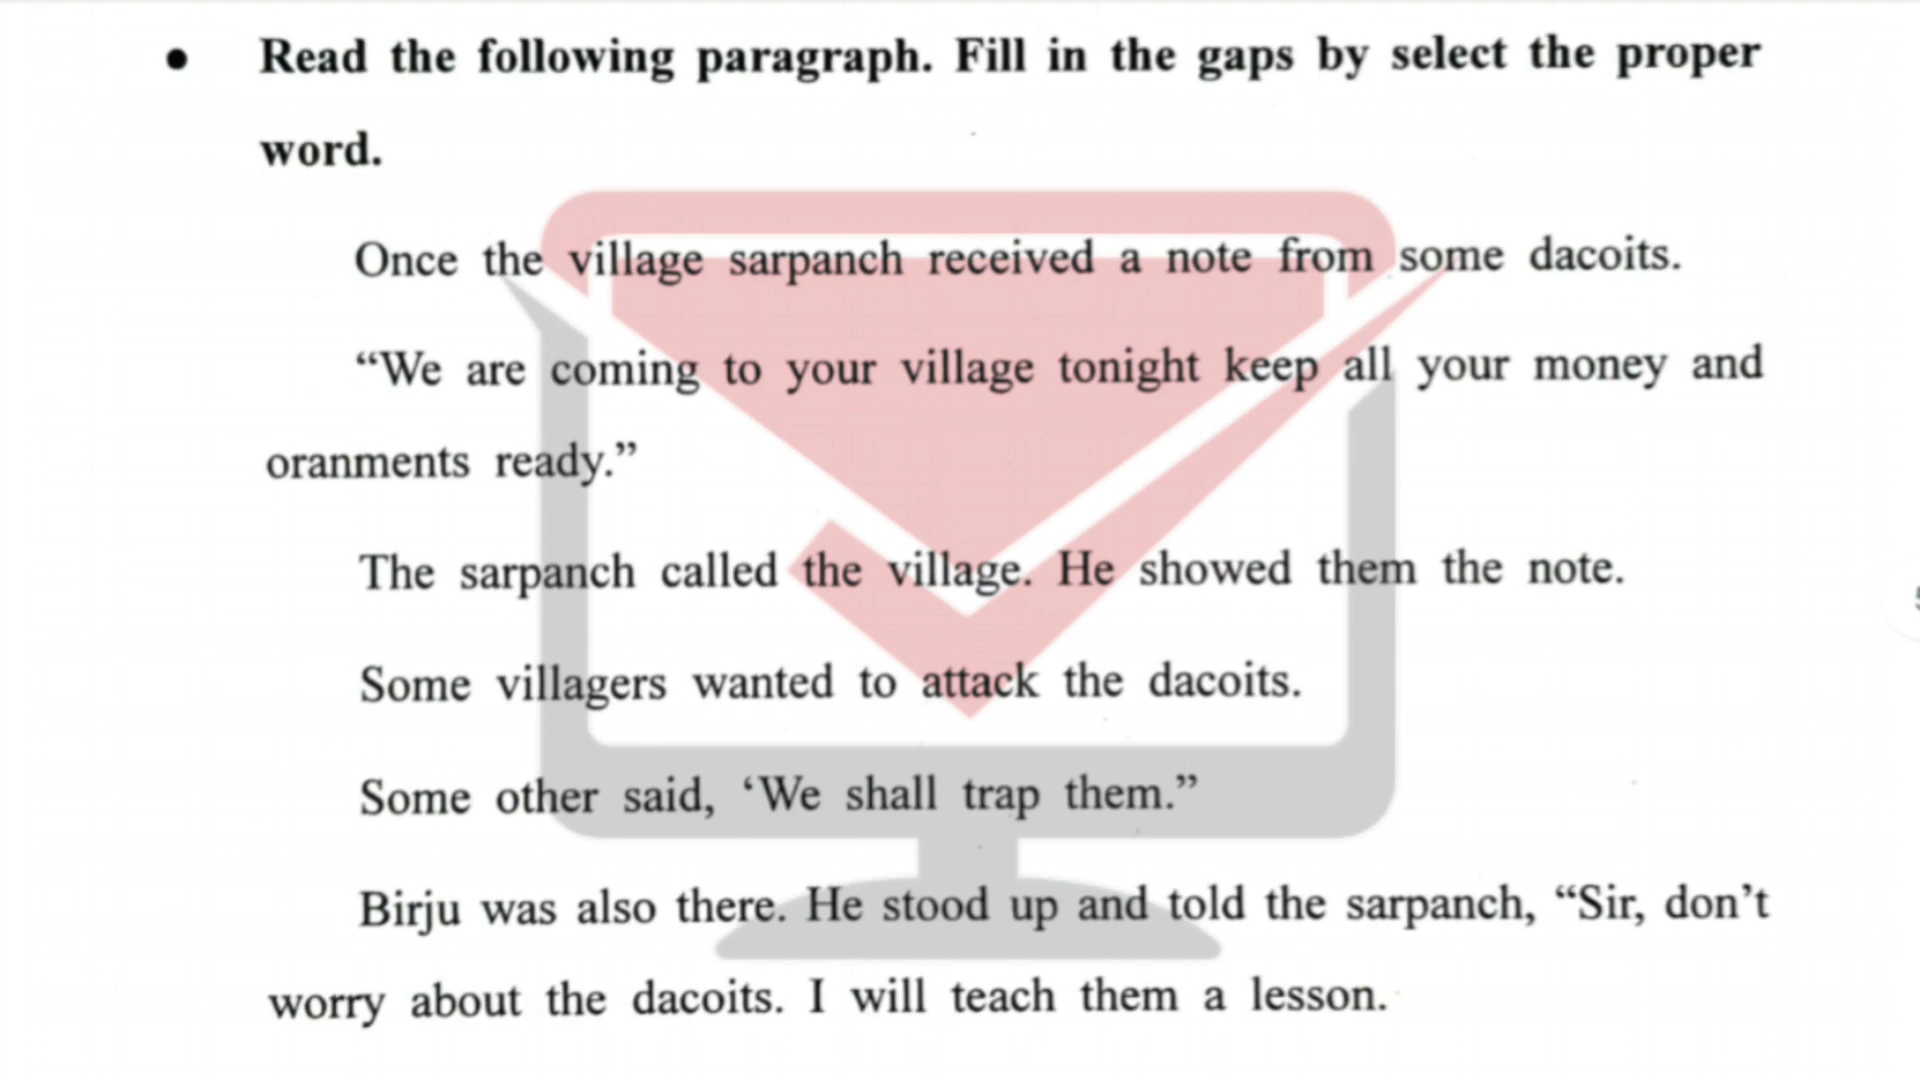 • Read the following paragraph. Fill in the gaps by select the proper
word.
Once the village sarpanch received a note from some dacoits.
“We are coming to your village tonight keep all your money and
oranments ready.”
The sarpanch called the village. He showed them the note.
Some villagers wanted to attack the dacoits.
Some other said, ‘We shall trap them.”
Birju was also there. He stood up and told the sarpanch, “Sir, don’t
worry about the dacoits. I will teach them a lesson.